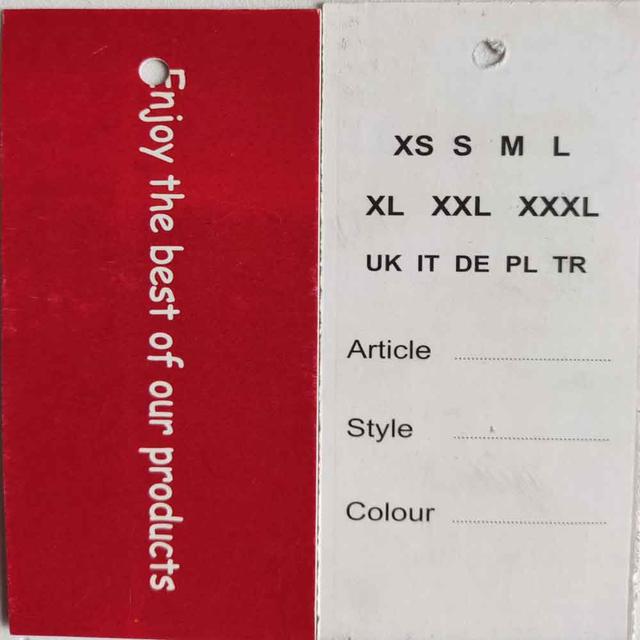 Enjoy the best of our products
XS S M L
XL XXL XXXL
UK IT DE PL TR
Article
Style
Colour